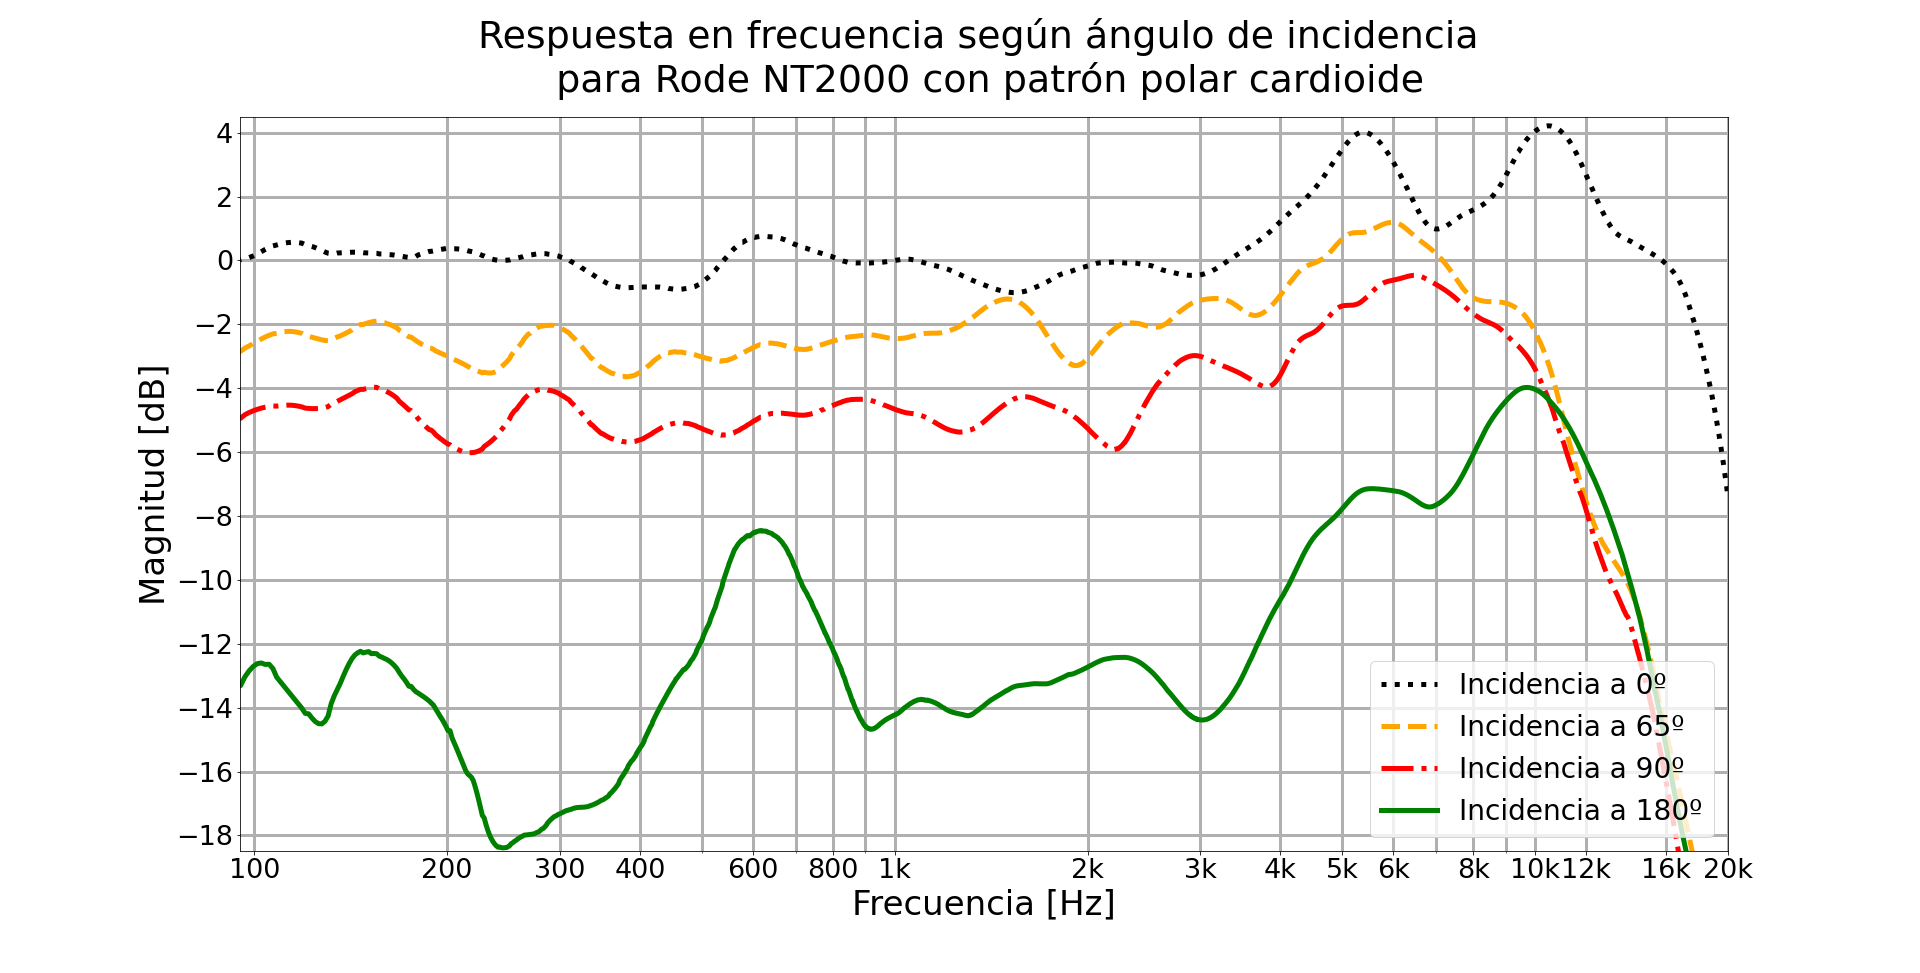 Respuesta en frecuencia según ángulo de incidencia
para Rode NT2000 con patrón polar cardioide
Magnitud [dB]
4
2
0
−2
−4
−6
−8
−10
−12
−14
−16
−18
Incidencia a 0º
Incidencia a 65º
Incidencia a 90º
Incidencia a 180º
100 200 300 400 600 800 1k 2k 3k 4k 5k 6k 8k 10k 12k 16k 20k
Frecuencia [Hz]